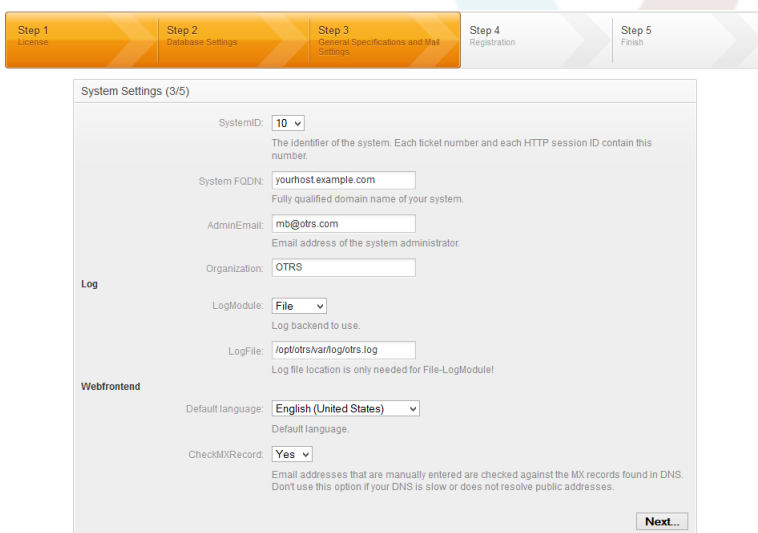 Step 1
License
Step 2
Database Settings
Step 3
General Specifications and Mail
Settings
Step 4
Registration
Step 5
Finish
System Settings (3/5)
SystemID: 10
The identifier of the system. Each ticket number and each HTTP session ID contain this
number.
System FQDN: yourhost.example.com
Fully qualified domain name of your system.
AdminEmail: mb@otrs.com
Email address of the system administrator.
Organization: OTRS
Log
LogModule: File
Log backend to use.
LogFile: /opt/otrs/var/log/otrs.log
Log file location is only needed for File-LogModule!
Webfrontend
Default language: English (United States)
Default language.
CheckMXRecord: Yes
Email addresses that are manually entered are checked against the MX records found in DNS.
Don't use this option if your DNS is slow or does not resolve public addresses.
Next...